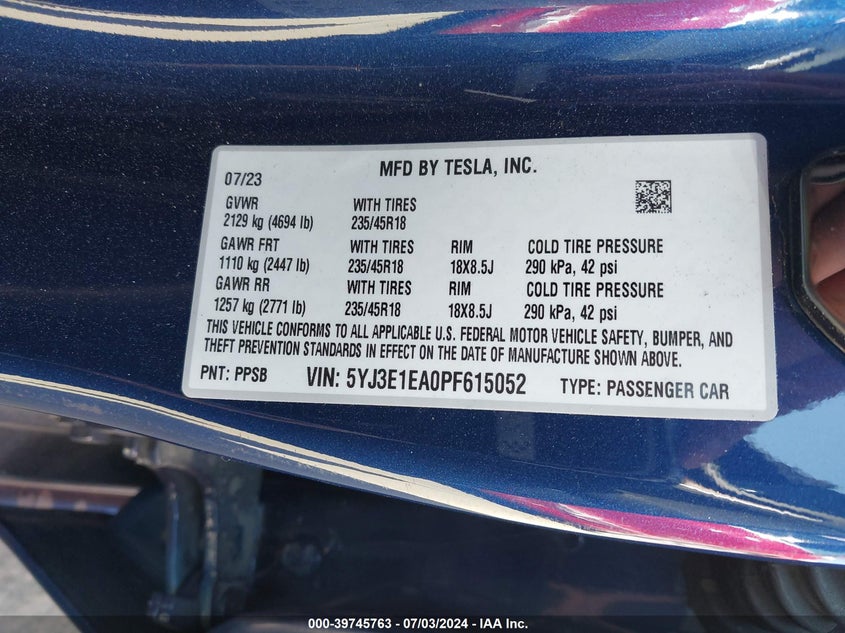 MFD BY TESLA, INC.
07/23
GVWR WITH TIRES
2129 kg (4694 lb) 235/45R18
GAWR FRT WITH TIRES RIM COLD TIRE PRESSURE
1110 kg (2447 lb) 235/45R18 18X8.5J 290 kPa, 42 psi
GAWR RR WITH TIRES RIM COLD TIRE PRESSURE
1257 kg (2771 lb) 235/45R18 18X8.5J 290 kPa, 42 psi
THIS VEHICLE CONFORMS TO ALL APPLICABLE U.S. FEDERAL MOTOR VEHICLE SAFETY, BUMPER, AND
THEFT PREVENTION STANDARDS IN EFFECT ON THE DATE OF MANUFACTURE SHOWN ABOVE.
PNT: PPSB VIN: 5YJ3E1EA0PF615052 TYPE: PASSENGER CAR
000-39745763 - 07/03/2024 - IAA Inc.